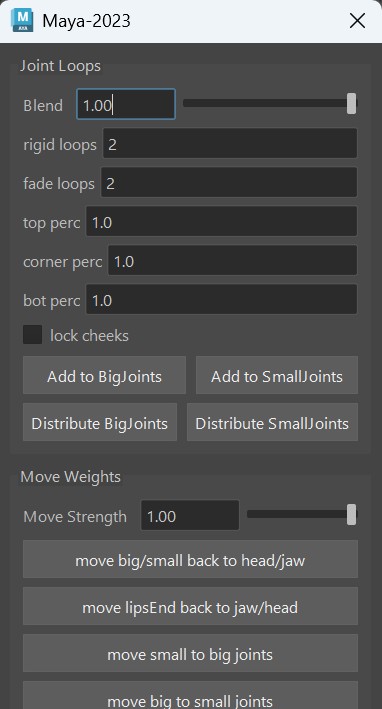 Maya-2023
Joint Loops
Blend 1.00
rigid loops 2
fade loops 2
top perc 1.0
corner perc 1.0
bot perc 1.0
lock cheeks
Add to BigJoints Add to SmallJoints
Distribute BigJoints Distribute SmallJoints
Move Weights
Move Strength 1.00
move big/small back to head/jaw
move lipsEnd back to jaw/head
move small to big joints
move big to small joints